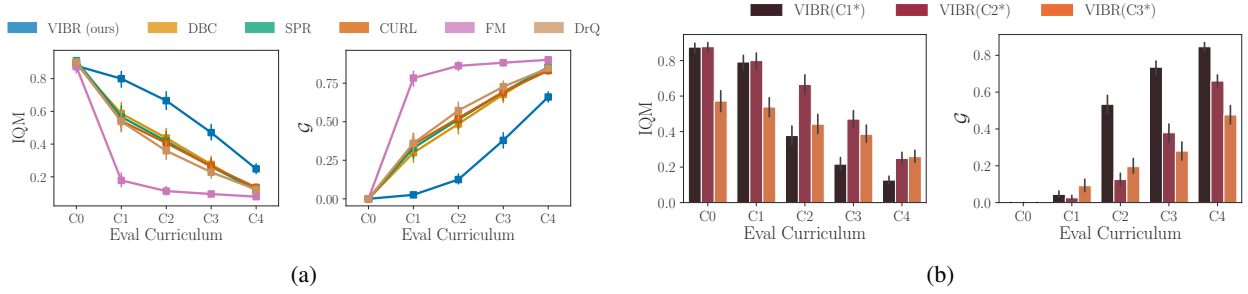 VIBR (ours) DBC SPR CURL FM DrQ
IQM
0.8
0.6
0.4
0.2
C0 C1 C2 C3 C4
Eval Curriculum
𝒢
0.75
0.50
0.25
0.00
C0 C1 C2 C3 C4
Eval Curriculum
(a)
VIBR(C1*) VIBR(C2*) VIBR(C3*)
IQM
0.8
0.6
0.4
0.2
0.0
C0 C1 C2 C3 C4
Eval Curriculum
𝒢
0.8
0.6
0.4
0.2
0.0
C0 C1 C2 C3 C4
Eval Curriculum
(b)